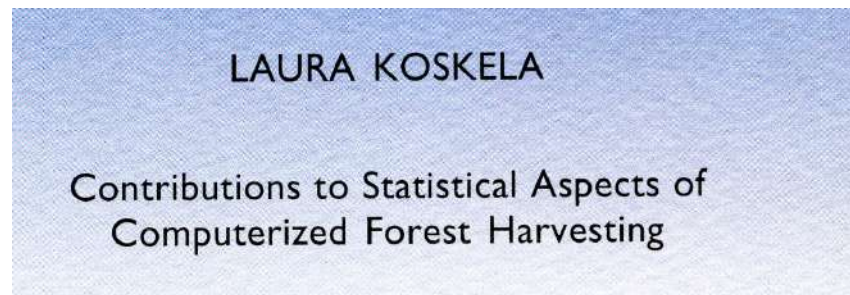 LAURA KOSKELA
Contributions to Statistical Aspects of
Computerized Forest Harvesting